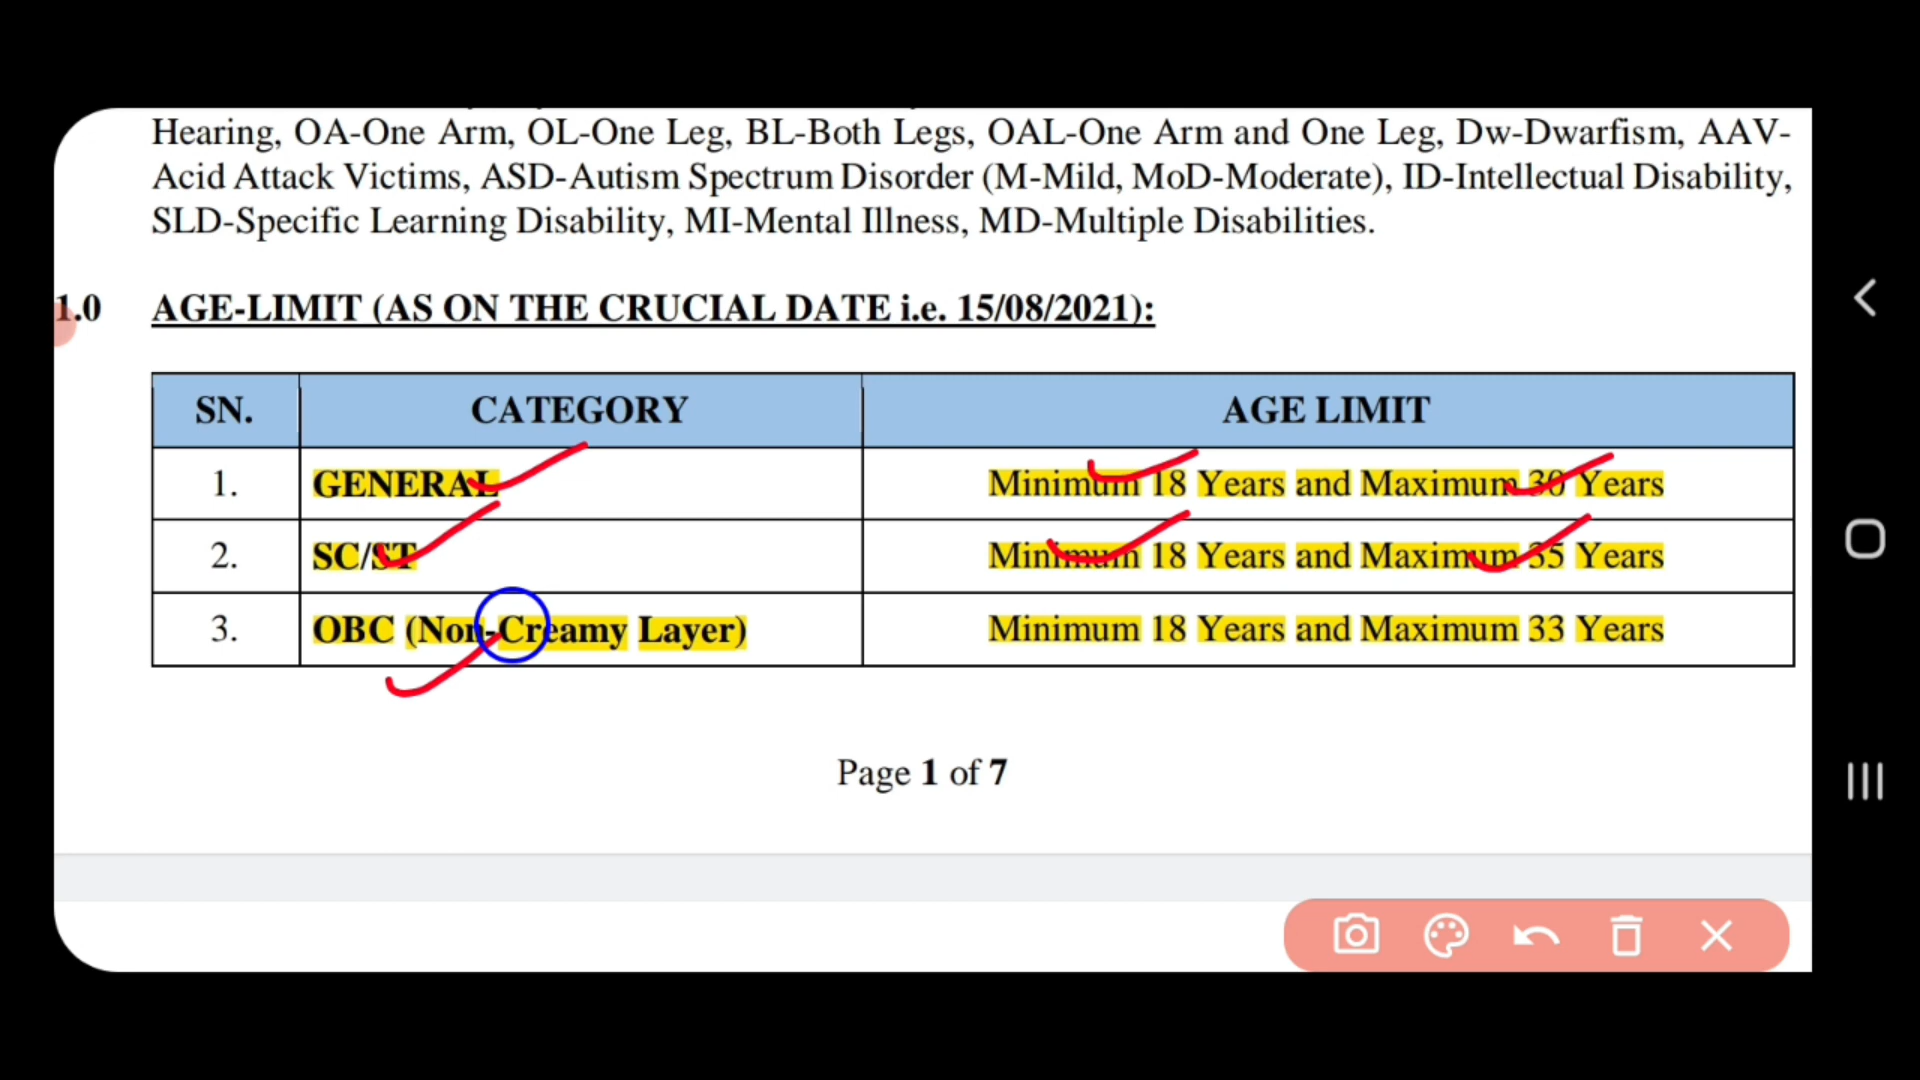 Hearing, OA-One Arm, OL-One Leg, BL-Both Legs, OAL-One Arm and One Leg, Dw-Dwarfism, AAV-
Acid Attack Victims, ASD-Autism Spectrum Disorder (M-Mild, MoD-Moderate), ID-Intellectual Disability,
SLD-Specific Learning Disability, MI-Mental Illness, MD-Multiple Disabilities.
1.0 AGE-LIMIT (AS ON THE CRUCIAL DATE i.e. 15/08/2021):
SN. CATEGORY AGE LIMIT
1. GENERAL Minimum 18 Years and Maximum 30 Years
2. SC/ST Minimum 18 Years and Maximum 35 Years
3. OBC (Non-Creamy Layer) Minimum 18 Years and Maximum 33 Years
Page 1 of 7